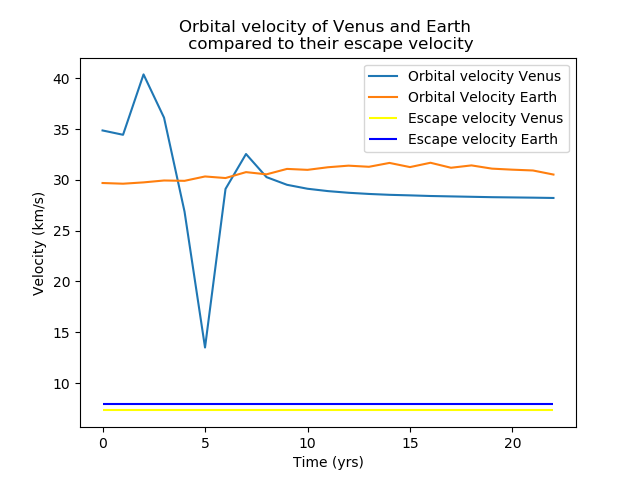 Orbital velocity of Venus and Earth
compared to their escape velocity
Orbital velocity Venus
Orbital Velocity Earth
Escape velocity Venus
Escape velocity Earth
Velocity (km/s)
40
35
30
25
20
15
10
0 5 10 15 20
Time (yrs)